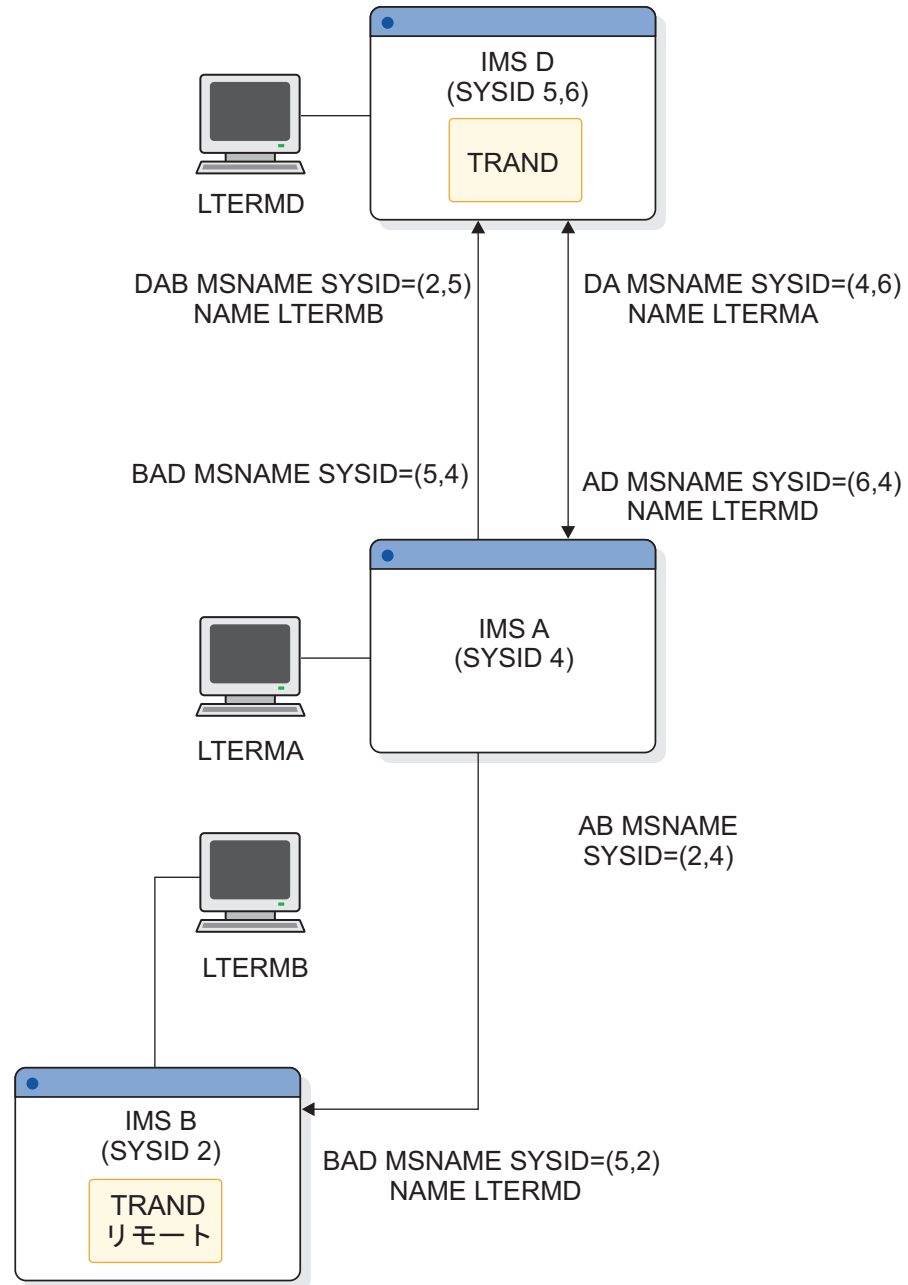 IMS D
(SYSID 5,6)
TRAND
LTERMD
DAB MSNAME SYSID=(2,5)
NAME LTERMB
DA MSNAME SYSID=(4,6)
NAME LTERMA
BAD MSNAME SYSID=(5,4)
AD MSNAME SYSID=(6,4)
NAME LTERMD
IMS A
(SYSID 4)
LTERMA
AB MSNAME
SYSID=(2,4)
LTERMB
IMS B
(SYSID 2)
TRAND
リモート
BAD MSNAME SYSID=(5,2)
NAME LTERMD